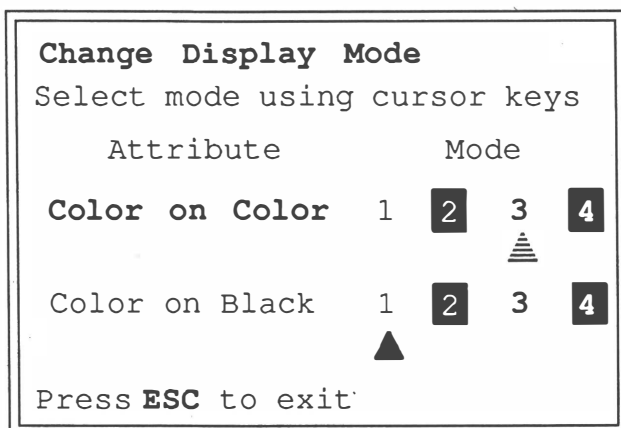 Change Display Mode
Select mode using cursor keys
Attribute Mode
Color on Color 1 2 3 4
Color on Black 1 2 3 4
Press ESC to exit